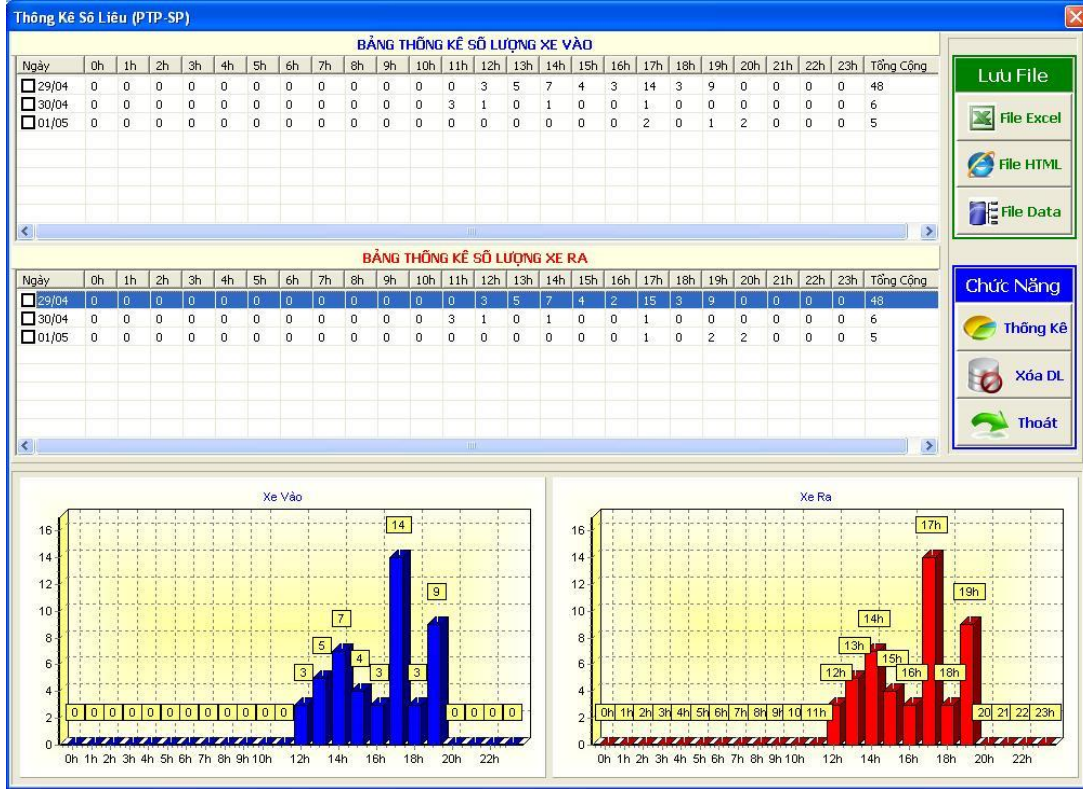 Thông Kê Số Liệu (PTP-SP)
BẢNG THỐNG KÊ SỐ LƯỢNG XE VÀO
Ngày 0h 1h 2h 3h 4h 5h 6h 7h 8h 9h 10h 11h 12h 13h 14h 15h 16h 17h 18h 19h 20h 21h 22h 23h Tổng Cộng
29/04 0 0 0 0 0 0 0 0 0 0 0 0 3 5 7 4 3 14 3 9 0 0 0 0 48
30/04 0 0 0 0 0 0 0 0 0 0 0 3 1 0 1 0 0 1 0 0 0 0 0 0 6
01/05 0 0 0 0 0 0 0 0 0 0 0 0 0 0 0 0 0 2 0 1 2 0 0 0 5
Lưu File
File Excel
File HTML
File Data
BẢNG THỐNG KÊ SỐ LƯỢNG XE RA
Ngày 0h 1h 2h 3h 4h 5h 6h 7h 8h 9h 10h 11h 12h 13h 14h 15h 16h 17h 18h 19h 20h 21h 22h 23h Tổng Cộng
29/04 0 0 0 0 0 0 0 0 0 0 0 0 3 5 7 4 2 15 3 9 0 0 0 0 48
30/04 0 0 0 0 0 0 0 0 0 0 0 3 1 0 1 0 0 1 0 0 0 0 0 0 6
01/05 0 0 0 0 0 0 0 0 0 0 0 0 0 0 0 0 0 1 0 2 2 0 0 0 5
Chức Năng
Thống Kê
Xóa DL
Thoát
Xe Vào
16
14
12
10
8
6
4
2
0
14
9
7
5
4
3 3 3
0 0 0 0 0 0 0 0 0 0 0 0 0 0 0 0
0h 1h 2h 3h 4h 5h 6h 7h 8h 9h 10h 12h 14h 16h 18h 20h 22h
Xe Ra
16
14
12
10
8
6
4
2
0
17h
19h
14h
13h
15h
12h 16h 18h
0h 1h 2h 3h 4h 5h 6h 7h 8h 9h 10 11h 20 21 22 23h
0h 1h 2h 3h 4h 5h 6h 7h 8h 9h 10h 12h 14h 16h 18h 20h 22h